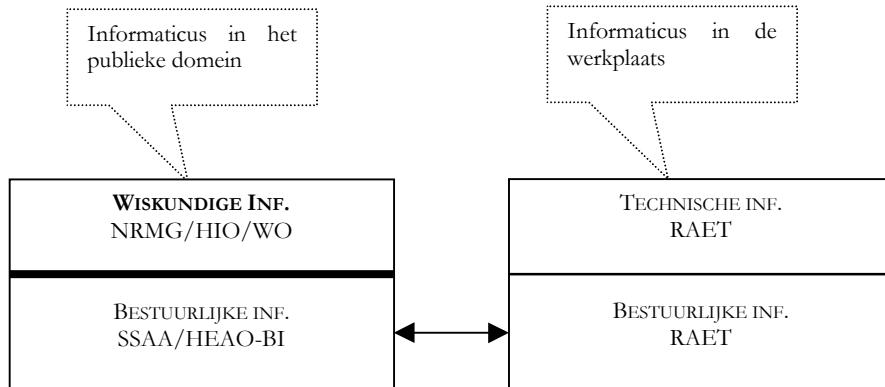 Informaticus in het
publieke domein
Informaticus in de
werkplaats
WISKUNDIGE INF.
NRMG/HIO/WO
BESTUURLIJKE INF.
SSAA/HEAO-BI
TECHNISCHE INF.
RAET
BESTUURLIJKE INF.
RAET